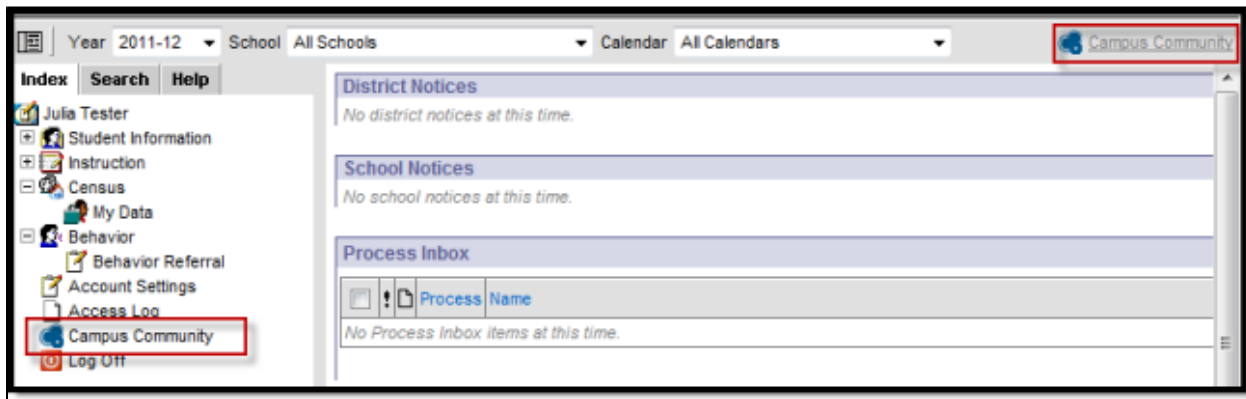 Year 2011-12 School All Schools Calendar All Calendars Campus Community
Index Search Help
Julia Tester
Student Information
Instruction
Census
My Data
Behavior
Behavior Referral
Account Settings
Access Log
Campus Community
Log Off
District Notices
No district notices at this time.
School Notices
No school notices at this time.
Process Inbox
! Process Name
No Process Inbox items at this time.